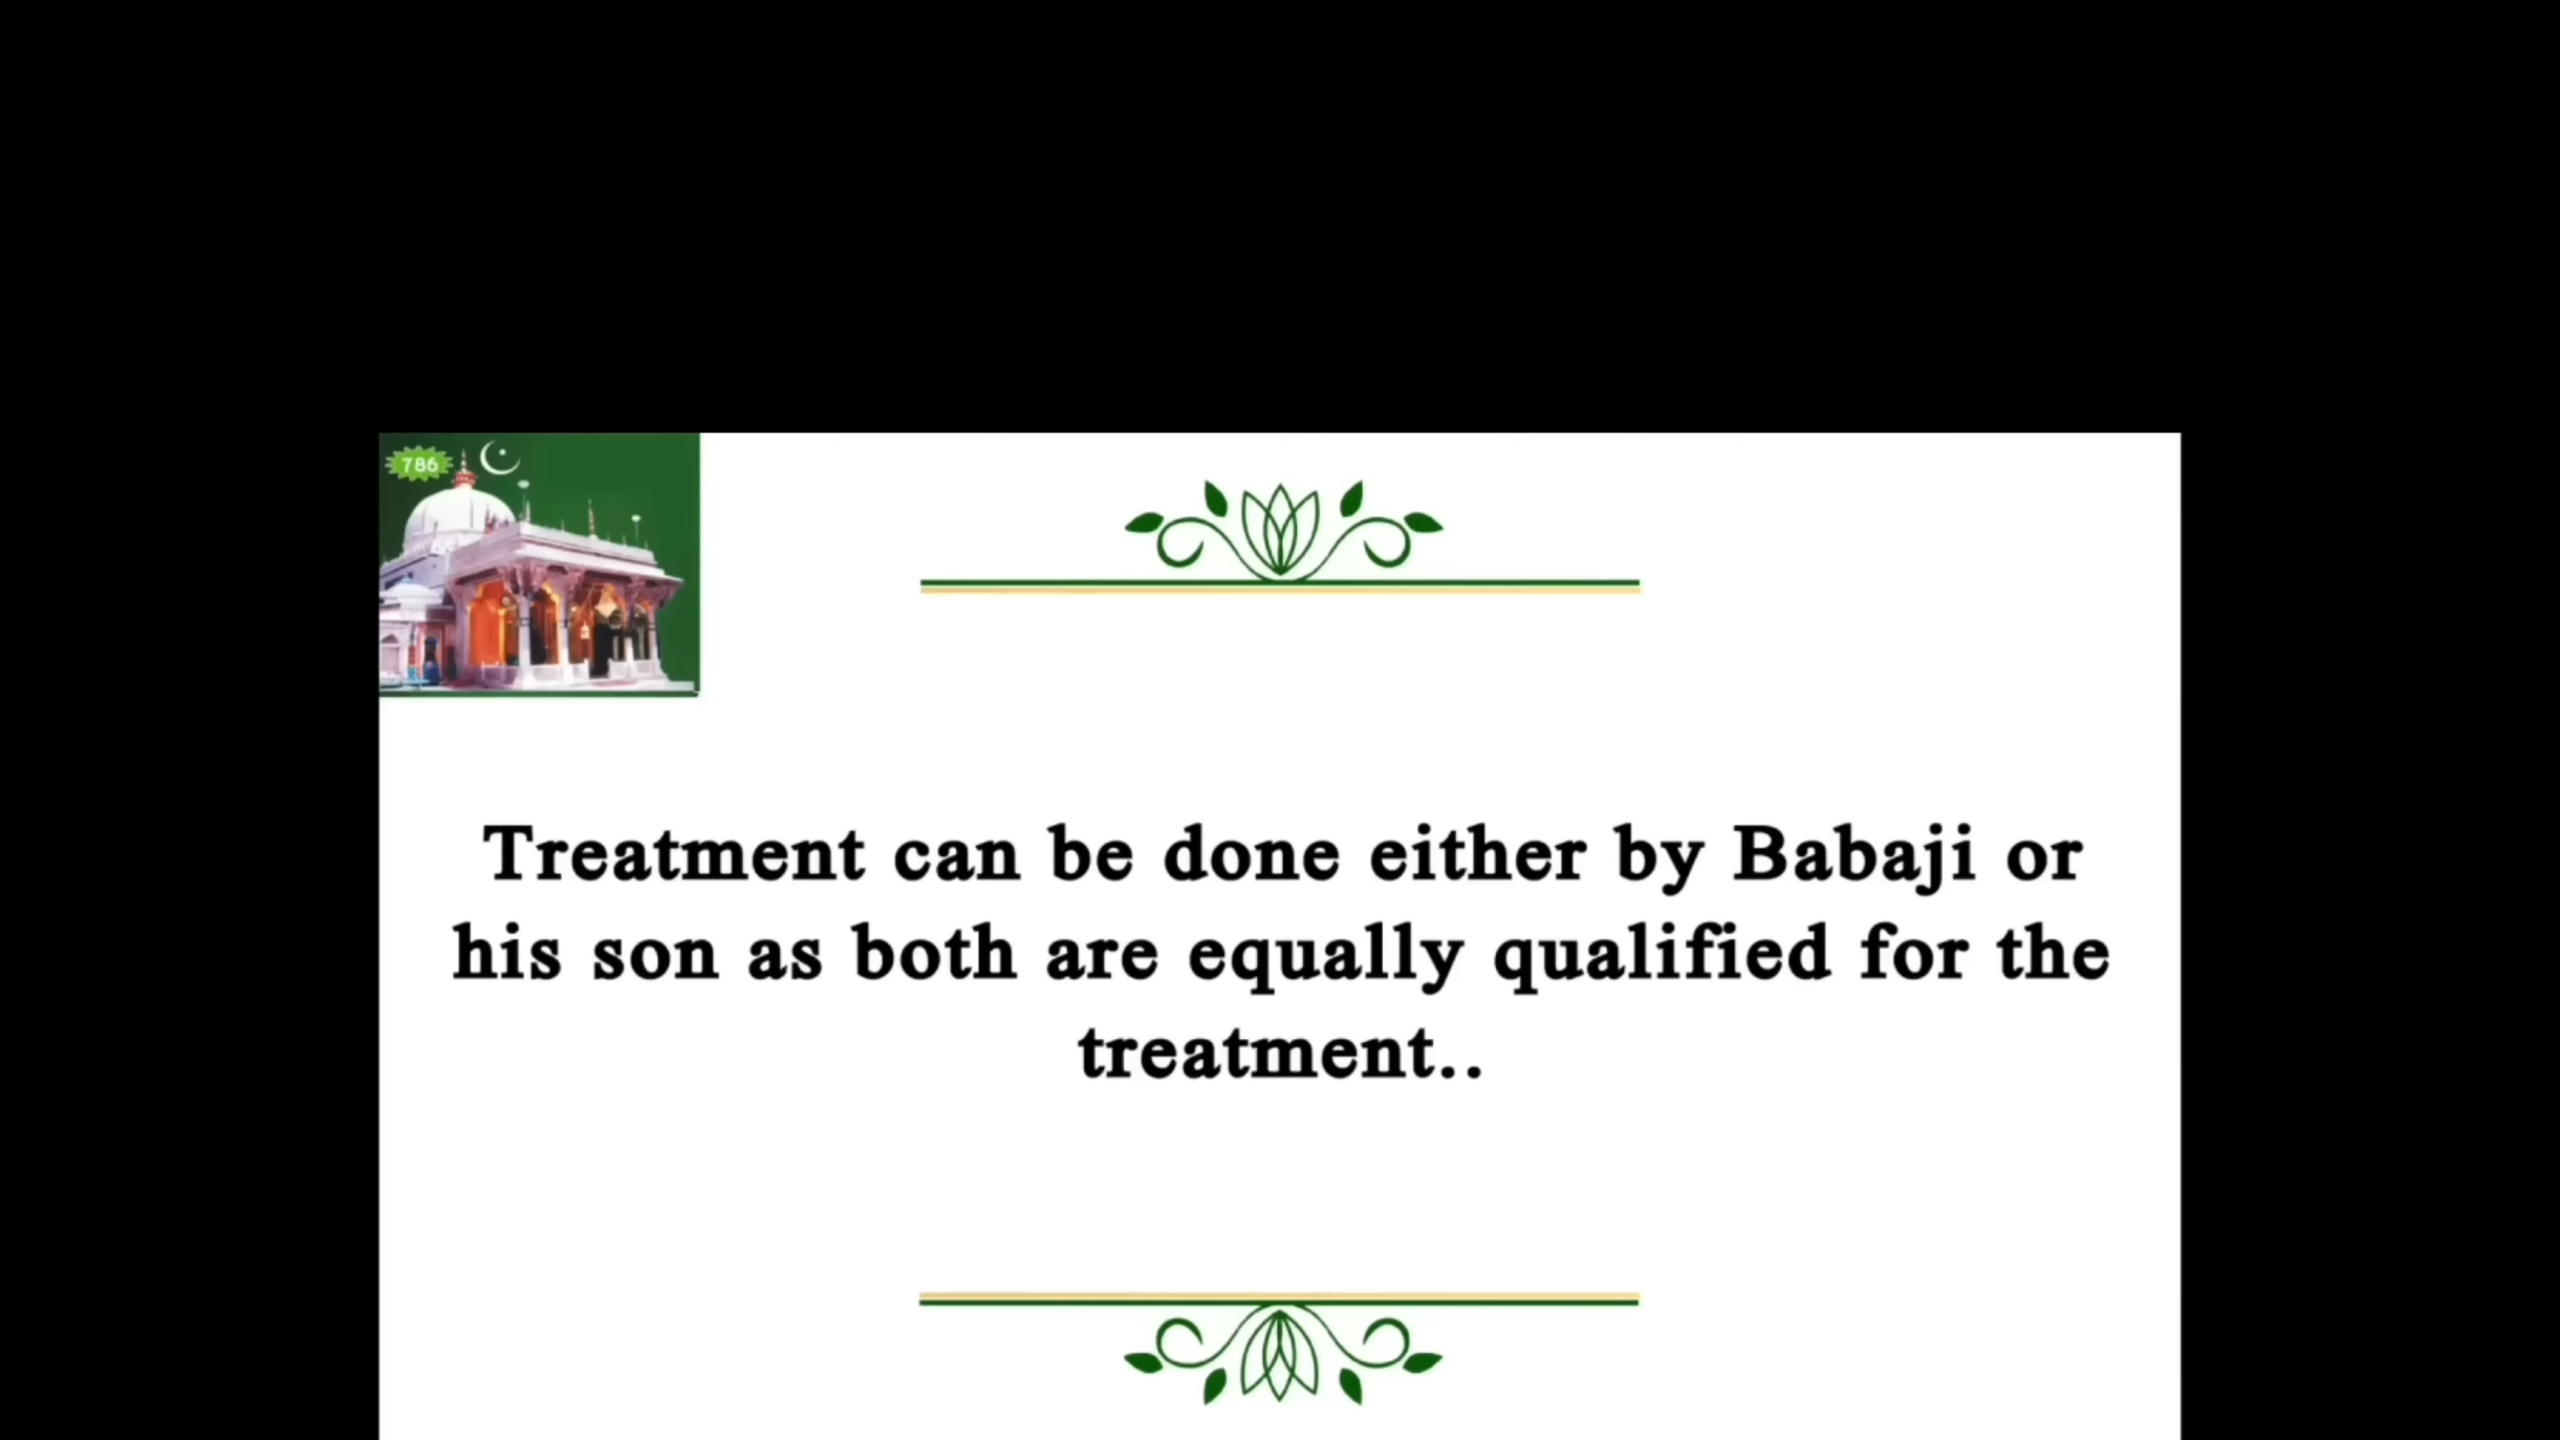 786
Treatment can be done either by Babaji or
his son as both are equally qualified for the
treatment..